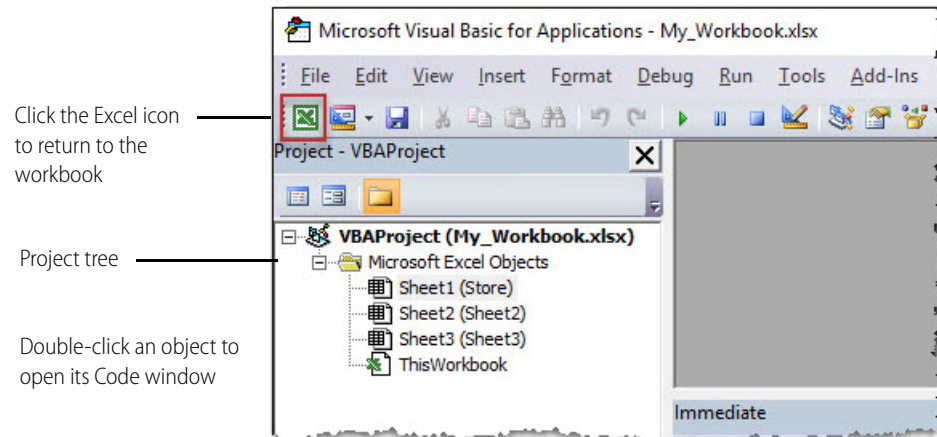 Microsoft Visual Basic for Applications - My_Workbook.xlsx
File Edit View Insert Format Debug Run Tools Add-Ins
Click the Excel icon
to return to the
workbook
Project - VBAProject
VBAProject (My_Workbook.xlsx)
Project tree
Microsoft Excel Objects
Sheet1 (Store)
Sheet2 (Sheet2)
Sheet3 (Sheet3)
ThisWorkbook
Double-click an object to
open its Code window
Immediate